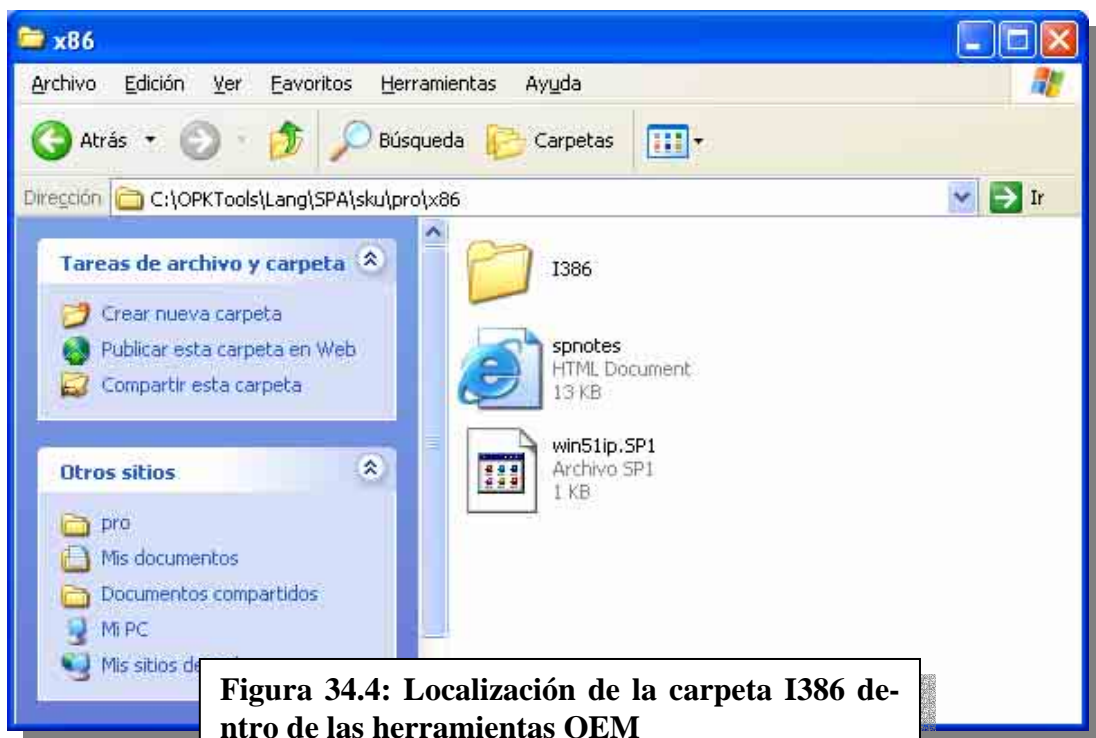 x86
Archivo Edición Ver Favoritos Herramientas Ayuda
Atrás Búsqueda Carpetas
Dirección C:\OPKTools\Lang\SPA\sku\pro\x86 Ir
Tareas de archivo y carpeta
Crear nueva carpeta
Publicar esta carpeta en Web
Compartir esta carpeta
Otros sitios
pro
Mis documentos
Documentos compartidos
Mi PC
Mis sitios de
I386
spnotes
HTML Document
13 KB
win51ip.SP1
Archivo SP1
1 KB
Figura 34.4: Localización de la carpeta I386 de-
ntro de las herramientas OEM